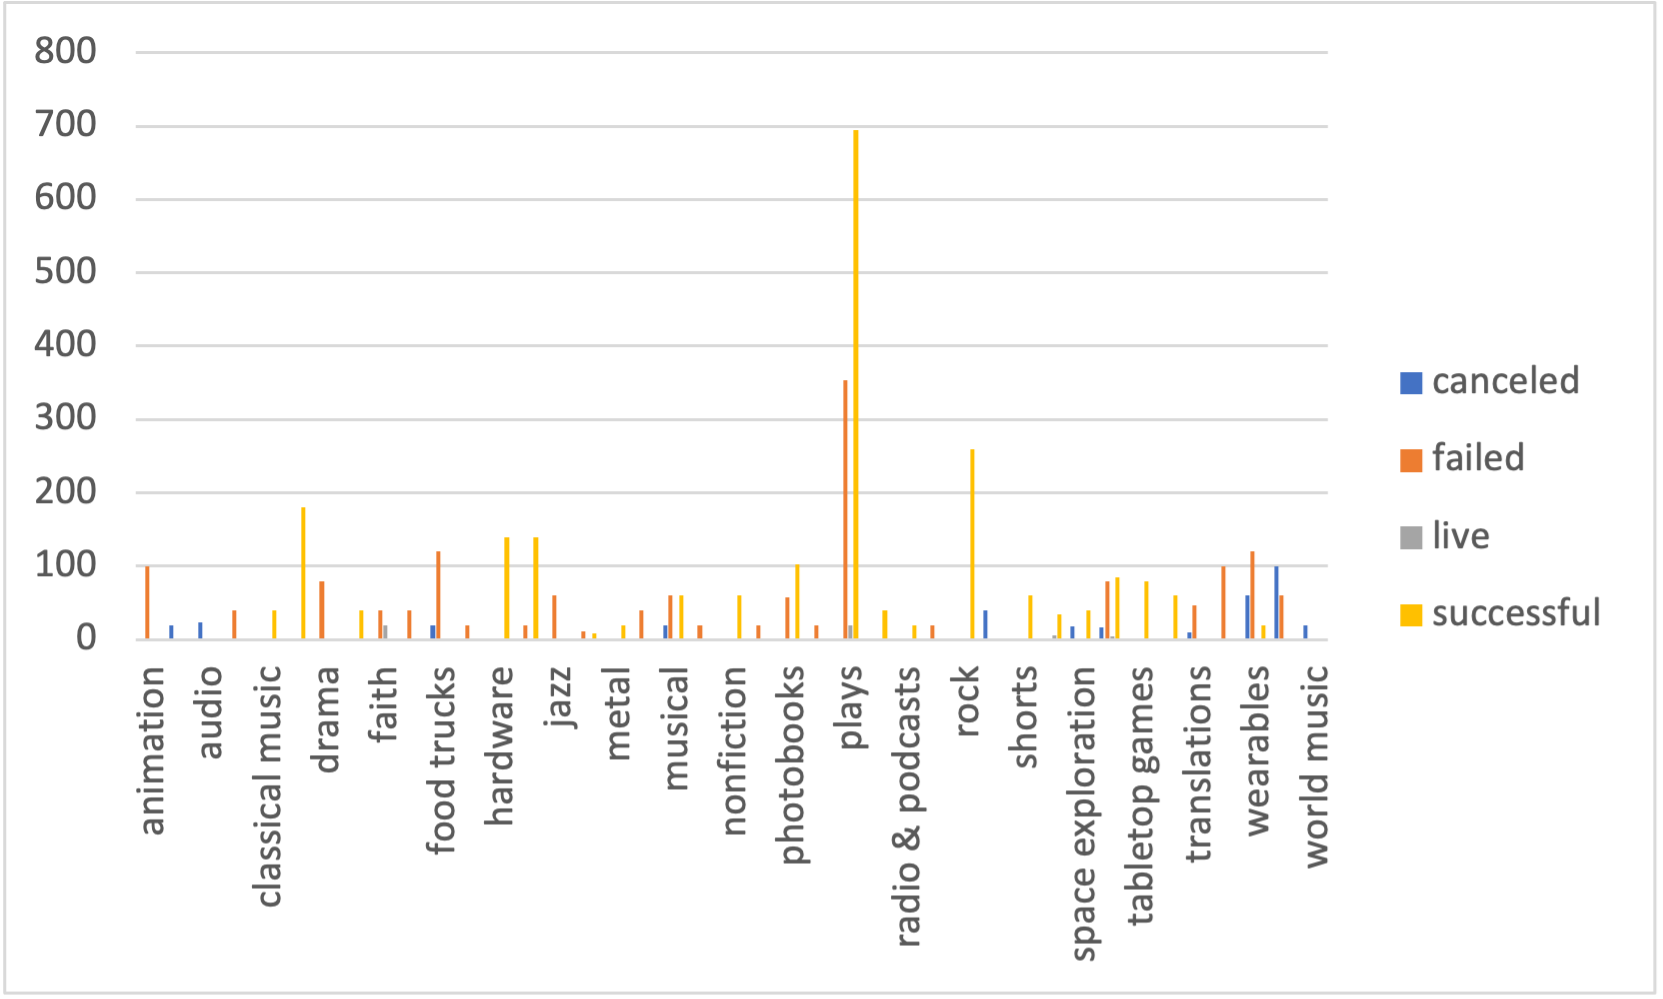 800
700
600
500
400
300
200
100
0
canceled
failed
live
successful
animation
audio
classical music
drama
faith
food trucks
hardware
jazz
metal
musical
nonfiction
photobooks
plays
radio & podcasts
rock
shorts
space exploration
tabletop games
translations
wearables
world music